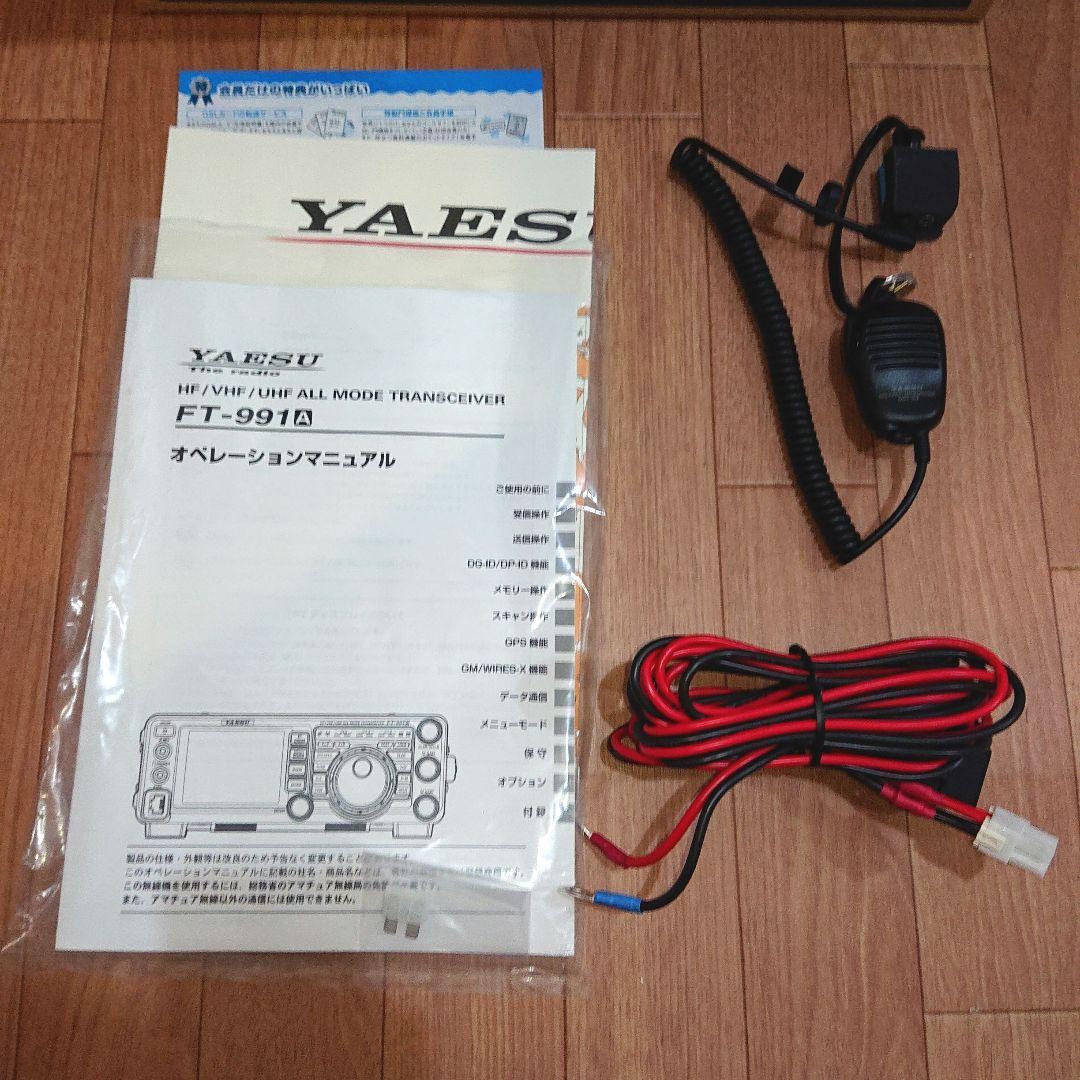 特
会員だけの特典がいっぱい
YAESU
YAESU
The radio
HF/VHF/UHF ALL MODE TRANSCEIVER
FT-991A
オペレーションマニュアル
ご使用の前に
受信操作
送信操作
DG-ID/DP-ID 機能
メモリー操作
スキャン操作
GPS 機能
GM/WIRES-X 機能
データ通信
メニューモード
保 守
オプション
付 録
YAESU
製品の仕様・外観等は改良のため予告なく変更することがあります。
このオペレーションマニュアルに記載の社名・商品名などは、
この無線機を使用するには、総務省のアマチュア無線局の免許が必要です。
また、アマチュア無線以外の通信には使用できません。
YAESU